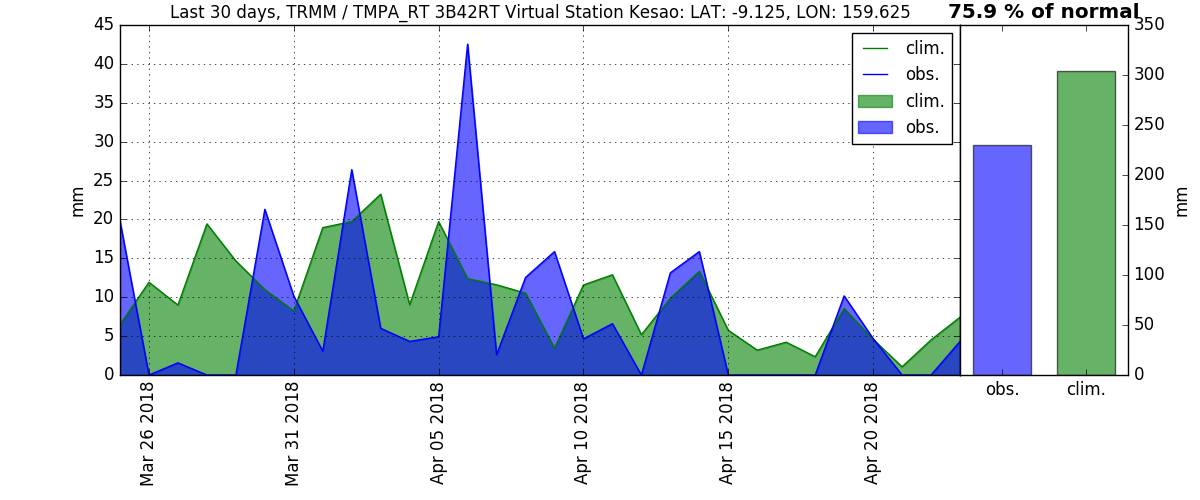 Last 30 days, TRMM / TMPA_RT 3B42RT Virtual Station Kesao: LAT: -9.125, LON: 159.625
75.9 % of normal
45
40
35
30
25
20
15
10
5
0
mm
clim.
obs.
clim.
obs.
Mar 26 2018
Mar 31 2018
Apr 05 2018
Apr 10 2018
Apr 15 2018
Apr 20 2018
350
300
250
200
150
100
50
0
mm
obs.
clim.